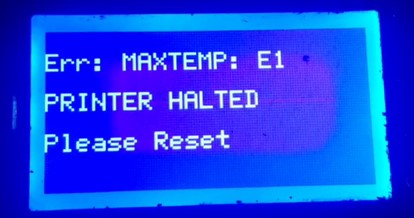 Err: MAXTEMP: E1
PRINTER HALTED
Please Reset